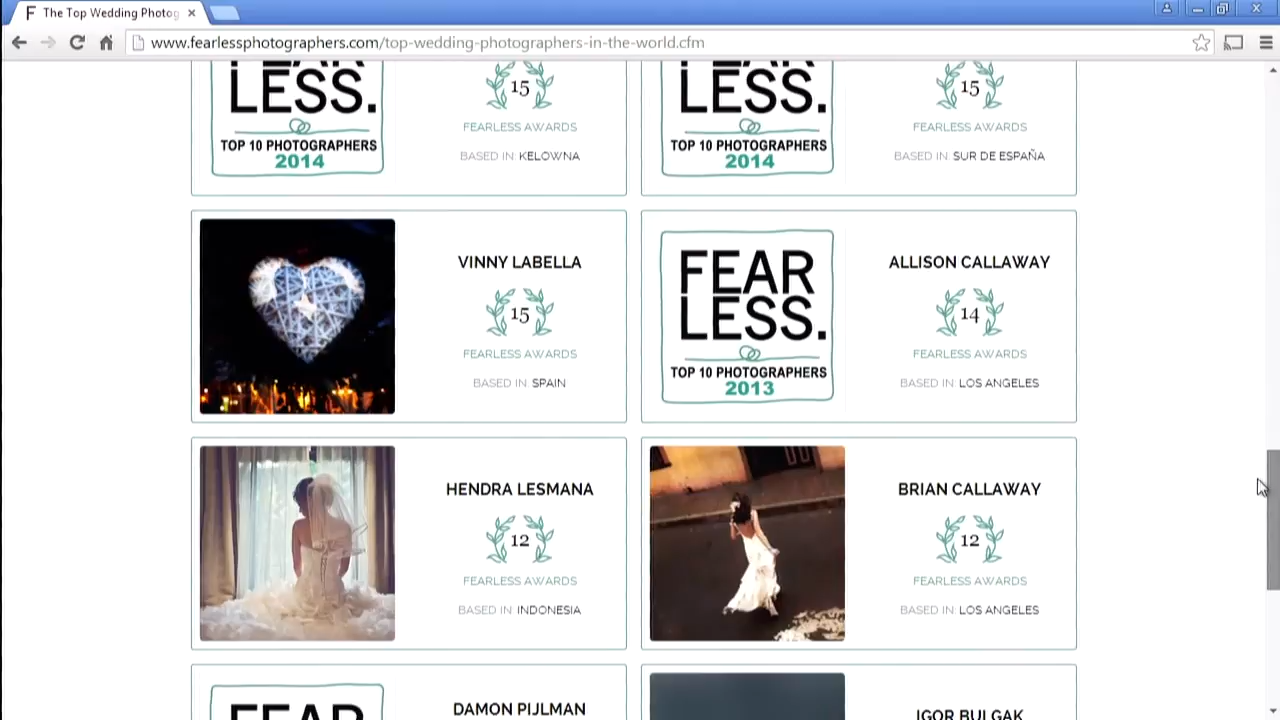 The Top Wedding Photog
www.fearlessphotographers.com/top-wedding-photographers-in-the-world.cfm
FEAR
LESS.
TOP 10 PHOTOGRAPHERS
2014
15
FEARLESS AWARDS
BASED IN: KELOWNA
FEAR
LESS.
TOP 10 PHOTOGRAPHERS
2014
15
FEARLESS AWARDS
BASED IN: SUR DE ESPAÑA
VINNY LABELLA
15
FEARLESS AWARDS
BASED IN: SPAIN
FEAR
LESS.
TOP 10 PHOTOGRAPHERS
2013
ALLISON CALLAWAY
14
FEARLESS AWARDS
BASED IN: LOS ANGELES
HENDRA LESMANA
12
FEARLESS AWARDS
BASED IN: INDONESIA
BRIAN CALLAWAY
12
FEARLESS AWARDS
BASED IN: LOS ANGELES
FEAR
DAMON PIJLMAN
IGOR BULGAK